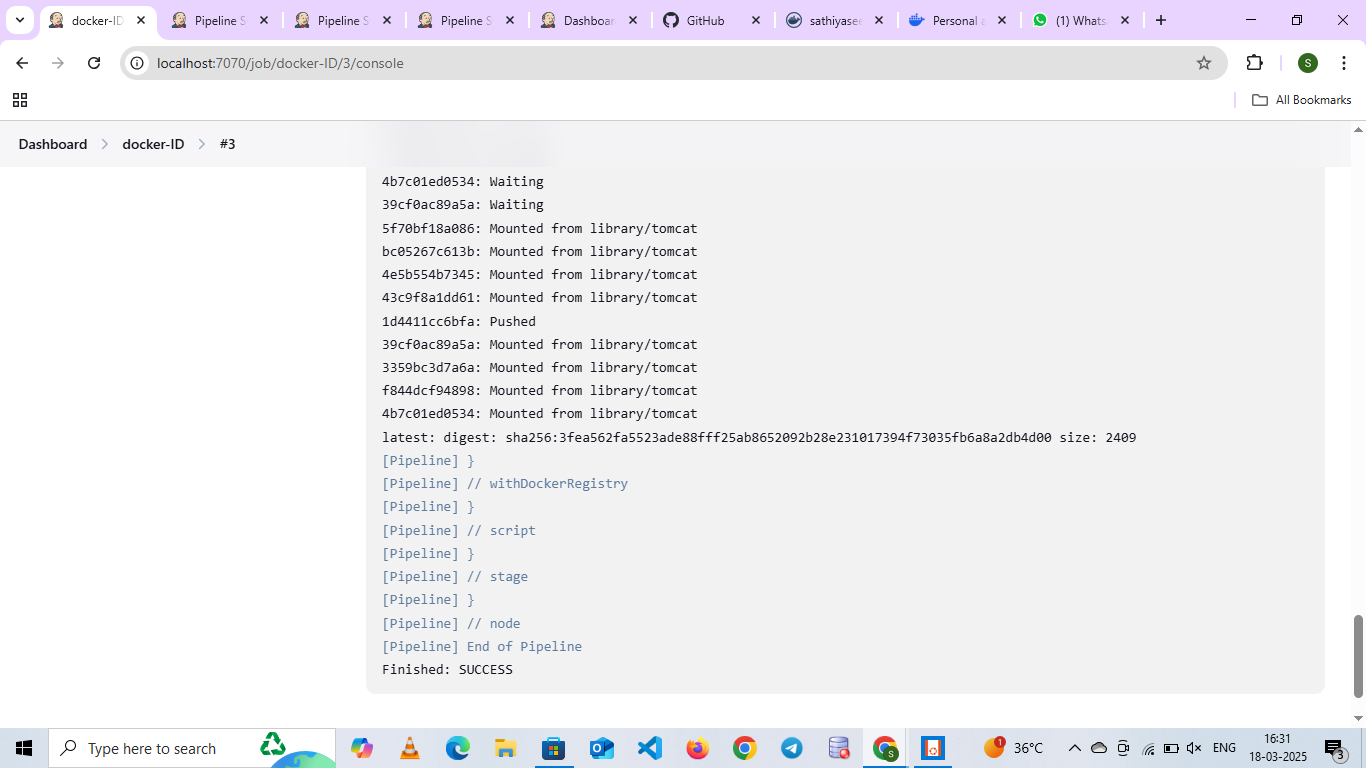 docker-ID
Pipeline S
Pipeline S
Pipeline S
Dashboar
GitHub
sathiyasee
Personal a
(1) Whats
localhost:7070/job/docker-ID/3/console
S
All Bookmarks
Dashboard > docker-ID > #3
4b7c01ed0534: Waiting
39cf0ac89a5a: Waiting
5f70bf18a086: Mounted from library/tomcat
bc05267c613b: Mounted from library/tomcat
4e5b554b7345: Mounted from library/tomcat
43c9f8a1dd61: Mounted from library/tomcat
1d4411cc6bfa: Pushed
39cf0ac89a5a: Mounted from library/tomcat
3359bc3d7a6a: Mounted from library/tomcat
f844dcf94898: Mounted from library/tomcat
4b7c01ed0534: Mounted from library/tomcat
latest: digest: sha256:3fea562fa5523ade88fff25ab8652092b28e231017394f73035fb6a8a2db4d00 size: 2409
[Pipeline] }
[Pipeline] // withDockerRegistry
[Pipeline] }
[Pipeline] // script
[Pipeline] }
[Pipeline] // stage
[Pipeline] }
[Pipeline] // node
[Pipeline] End of Pipeline
Finished: SUCCESS
Type here to search
S
1
36°C
ENG
16:31
18-03-2025
3